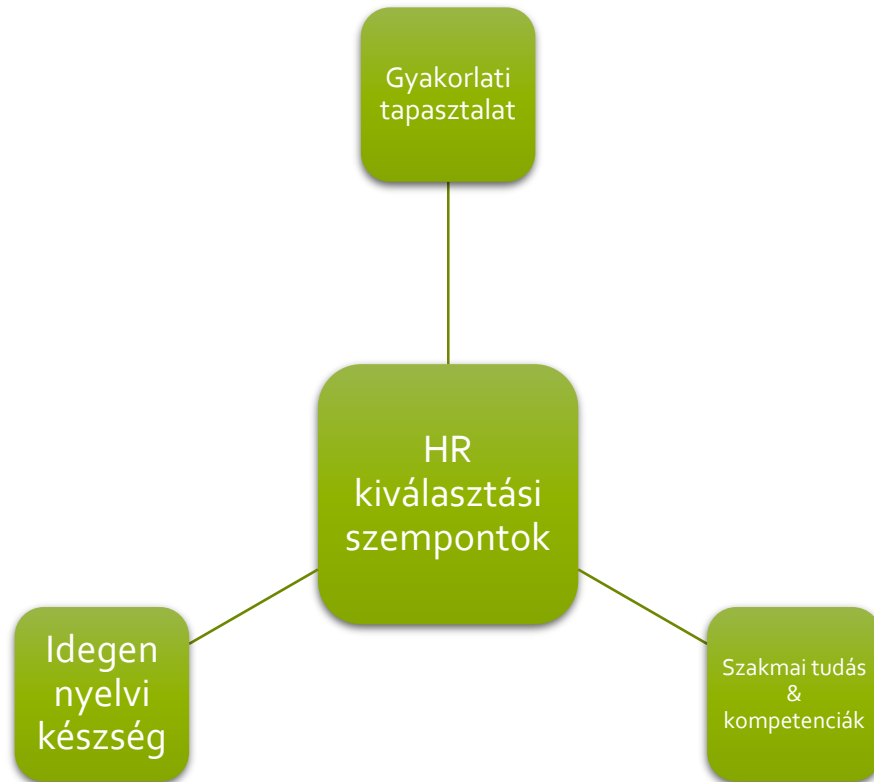 Gyakorlati
tapasztalat
HR
kiválasztási
szempontok
Idegen
nyelvi
készség
Szakmai tudás
&
kompetenciák